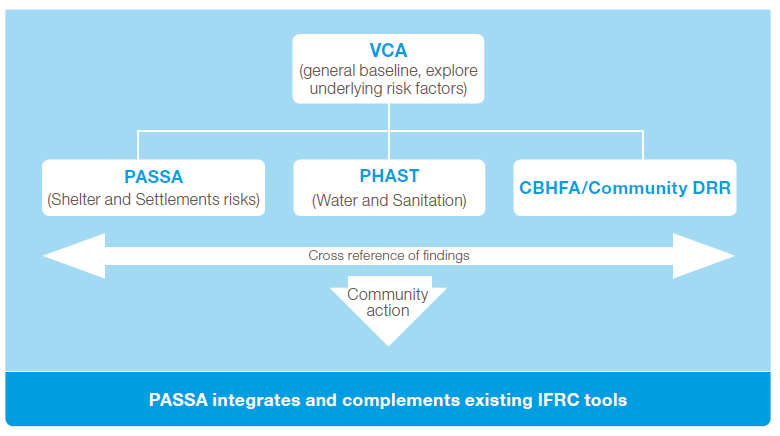 VCA
(general baseline, explore
underlying risk factors)
PASSA
(Shelter and Settlements risks)
PHAST
(Water and Sanitation)
CBHFA/Community DRR
Cross reference of findings
Community
action
PASSA integrates and complements existing IFRC tools